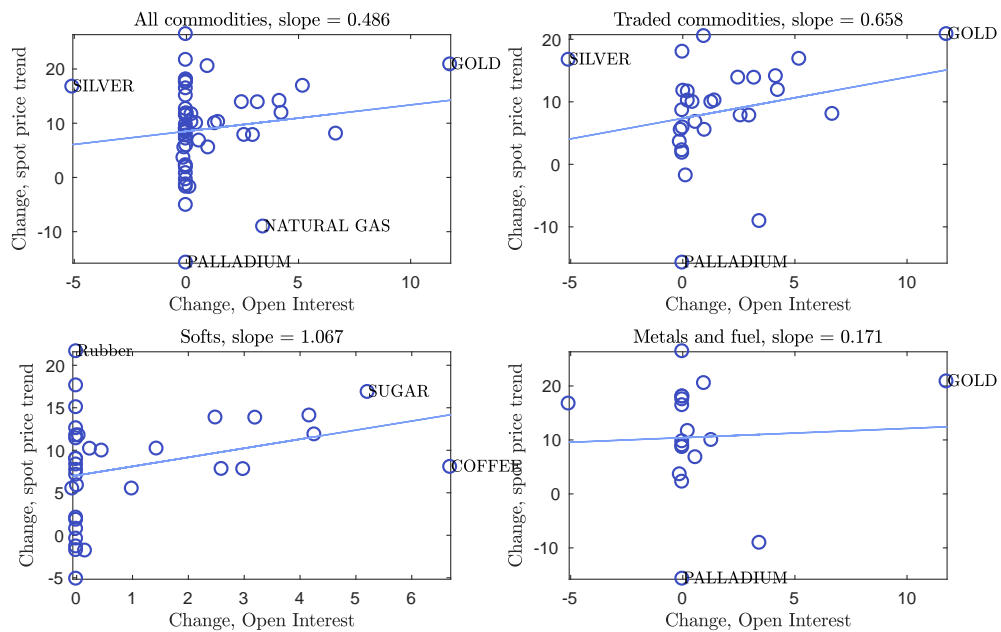 All commodities, slope = 0.486
Change, spot price trend
20
10
0
-10
SILVER
GOLD
NATURAL GAS
PALLADIUM
-5 0 5 10
Change, Open Interest
Traded commodities, slope = 0.658
Change, spot price trend
20
10
0
-10
SILVER
GOLD
PALLADIUM
-5 0 5 10
Change, Open Interest
Softs, slope = 1.067
Change, spot price trend
20
15
10
5
0
-5
Rubber
SUGAR
COFFEE
0 1 2 3 4 5 6
Change, Open Interest
Metals and fuel, slope = 0.171
Change, spot price trend
20
10
0
-10
GOLD
PALLADIUM
-5 0 5 10
Change, Open Interest